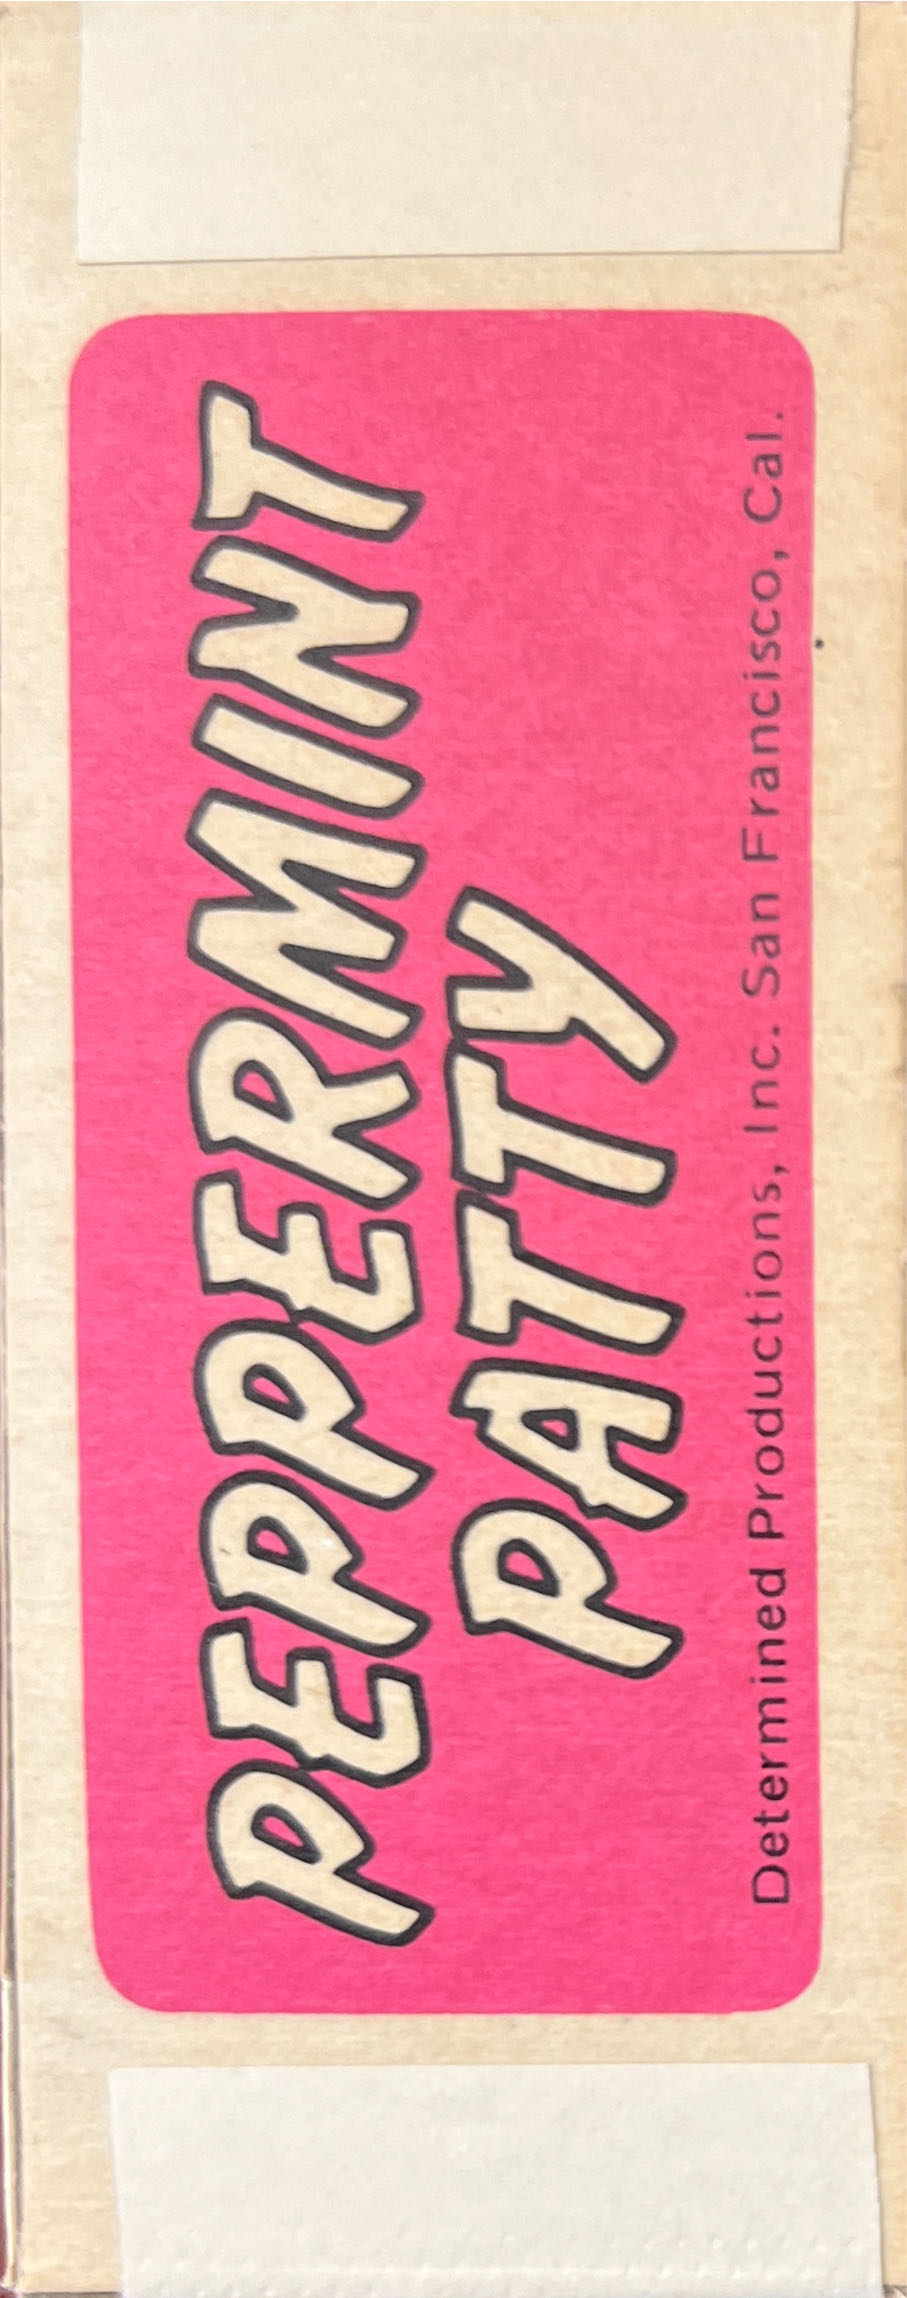 PEPPERMINT
PATTY
Determined Productions, Inc. San Francisco, Cal.